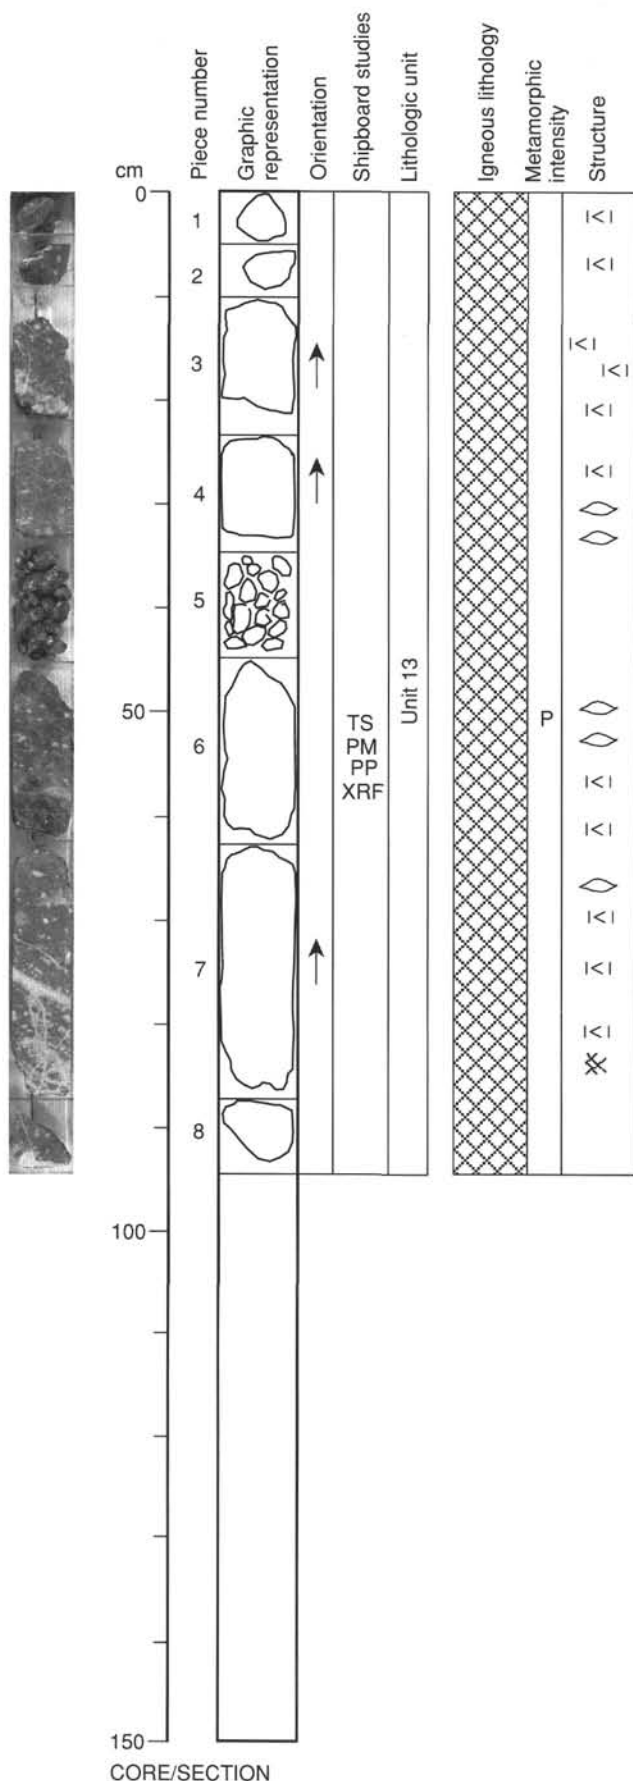 cm
Piece number
Graphic
representation
Orientation
Shipboard studies
Lithologic unit
Igneous lithology
Metamorphic
intensity
Structure
0
1
2
3
4
5
50
6
TS
PM
PP
XRF
Unit 13
P
7
8
100
150
CORE/SECTION